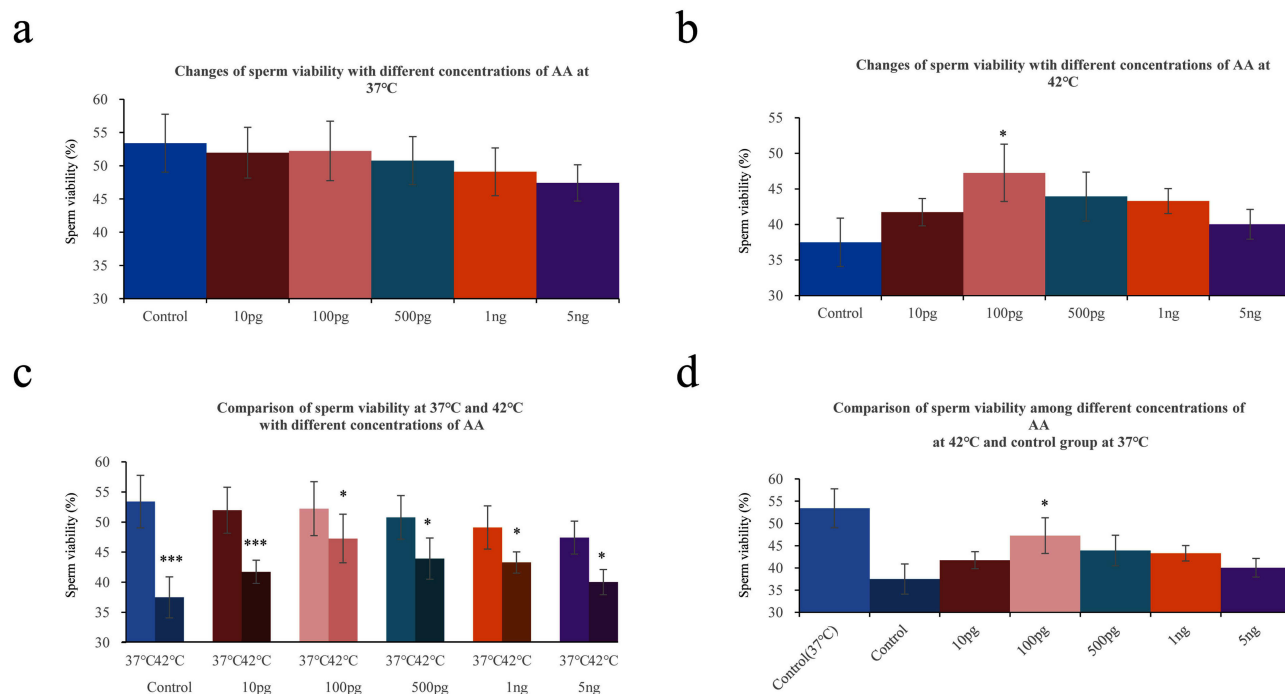 a
Changes of sperm viability with different concentrations of AA at
37°C
Sperm viability (%)
60
55
50
45
40
35
30
Control 10pg 100pg 500pg 1ng 5ng
b
Changes of sperm viability wtih different concentrations of AA at
42°C
Sperm viability (%)
55
50
45
40
35
30
*
Control 10pg 100pg 500pg 1ng 5ng
c
Comparison of sperm viability at 37°C and 42°C
with different concentrations of AA
Sperm viability (%)
60
55
50
45
40
35
30
*** *** * * * *
37°C42°C 37°C42°C 37°C42°C 37°C42°C 37°C42°C 37°C42°C
Control 10pg 100pg 500pg 1ng 5ng
d
Comparison of sperm viability among different concentrations of
AA
at 42°C and control group at 37°C
Sperm viability (%)
60
55
50
45
40
35
30
*
Control(37°C) Control 10pg 100pg 500pg 1ng 5ng